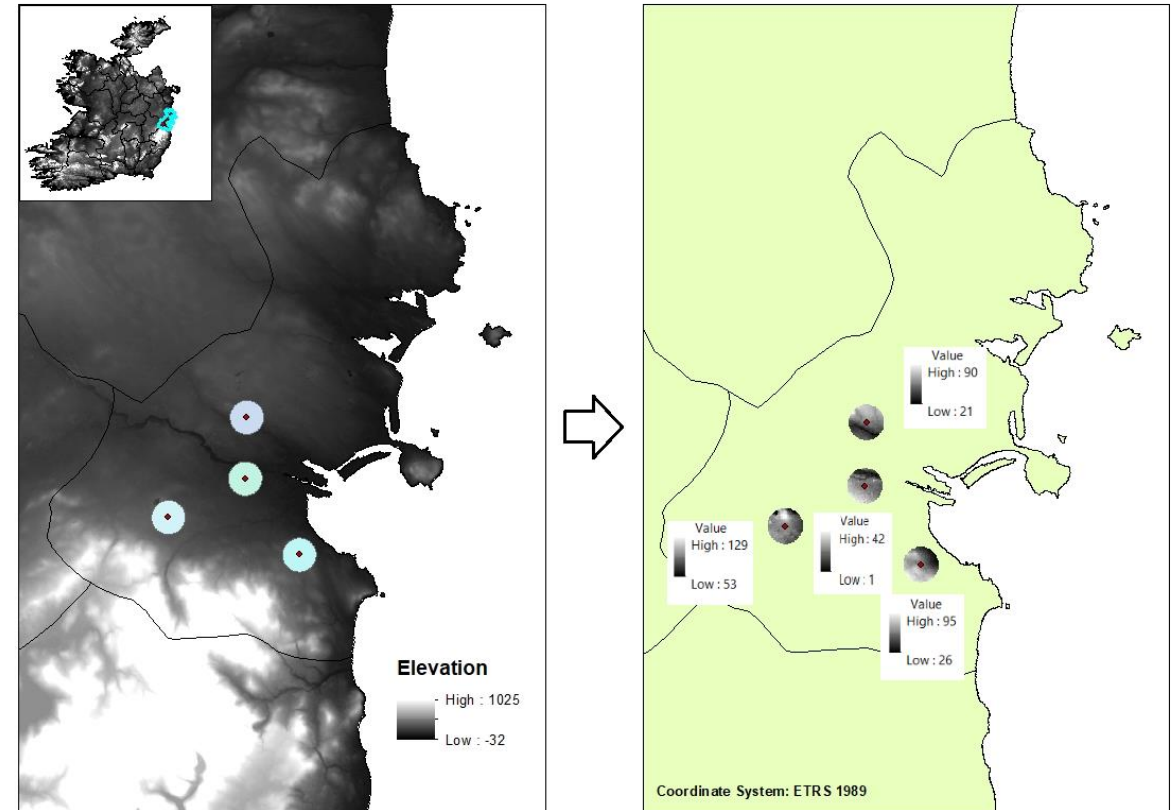 Elevation
High : 1025
Low : -32
Value
High : 90
Low : 21
Value
High : 129
Low : 53
Value
High : 42
Low : 1
Value
High : 95
Low : 26
Coordinate System: ETRS 1989